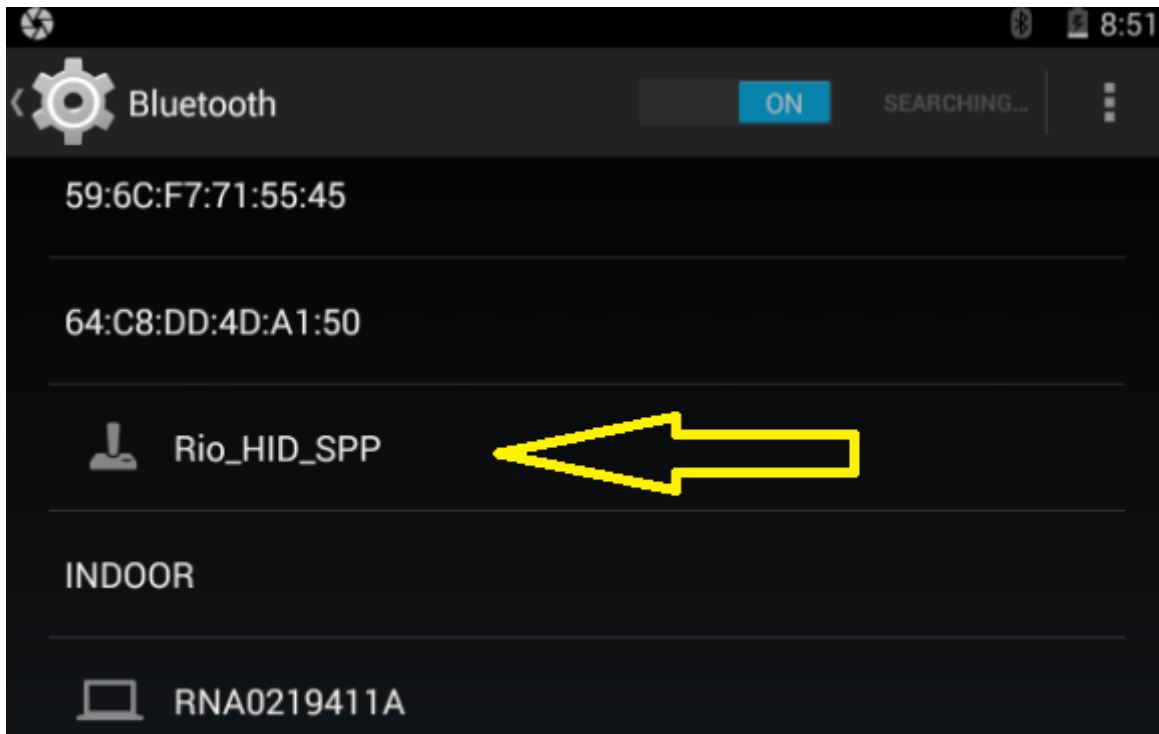 8:51
Bluetooth ON SEARCHING...
59:6C:F7:71:55:45
64:C8:DD:4D:A1:50
Rio_HID_SPP
INDOOR
RNA0219411A